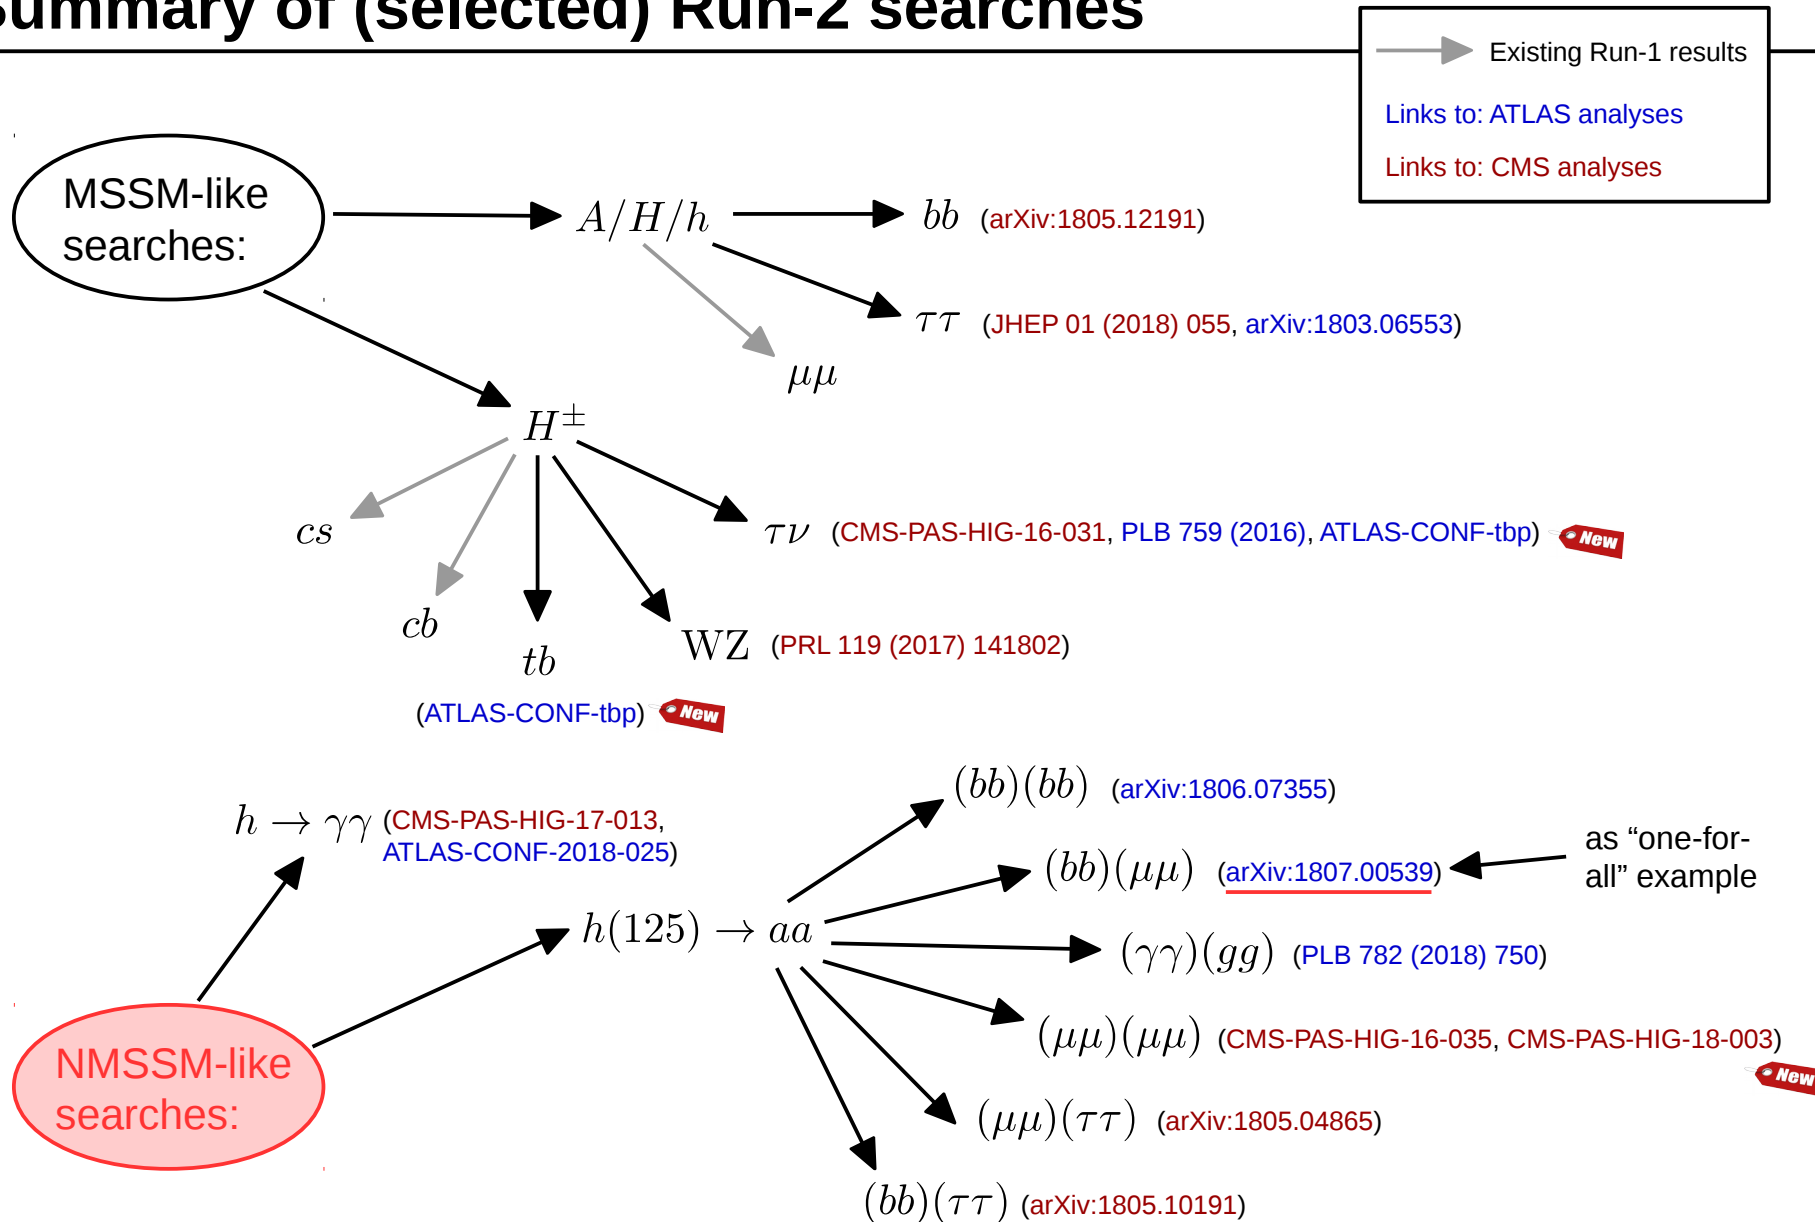 ummary of (selected) Run-2 searches
Existing Run-1 results
Links to: ATLAS analyses
Links to: CMS analyses
MSSM-like
searches:
A/H/h
bb (arXiv:1805.12191)
ττ (JHEP 01 (2018) 055, arXiv:1803.06553)
μμ
H±
cs
cb
tb
(ATLAS-CONF-tbp) New
WZ (PRL 119 (2017) 141802)
τν (CMS-PAS-HIG-16-031, PLB 759 (2016), ATLAS-CONF-tbp) New
NMSSM-like
searches:
h → γγ (CMS-PAS-HIG-17-013,
ATLAS-CONF-2018-025)
h(125) → aa
(bb)(bb) (arXiv:1806.07355)
(bb)(μμ) (arXiv:1807.00539)
as “one-for-
all” example
(γγ)(gg) (PLB 782 (2018) 750)
(μμ)(μμ) (CMS-PAS-HIG-16-035, CMS-PAS-HIG-18-003)
New
(μμ)(ττ) (arXiv:1805.04865)
(bb)(ττ) (arXiv:1805.10191)